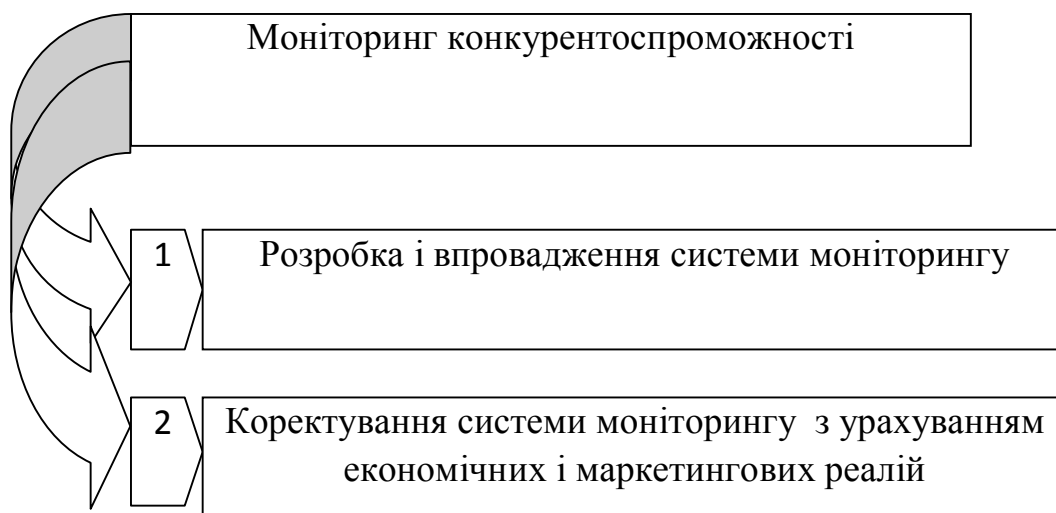 Моніторинг конкурентоспроможності
1
Розробка і впровадження системи моніторингу
2
Коректування системи моніторингу з урахуванням
економічних і маркетингових реалій